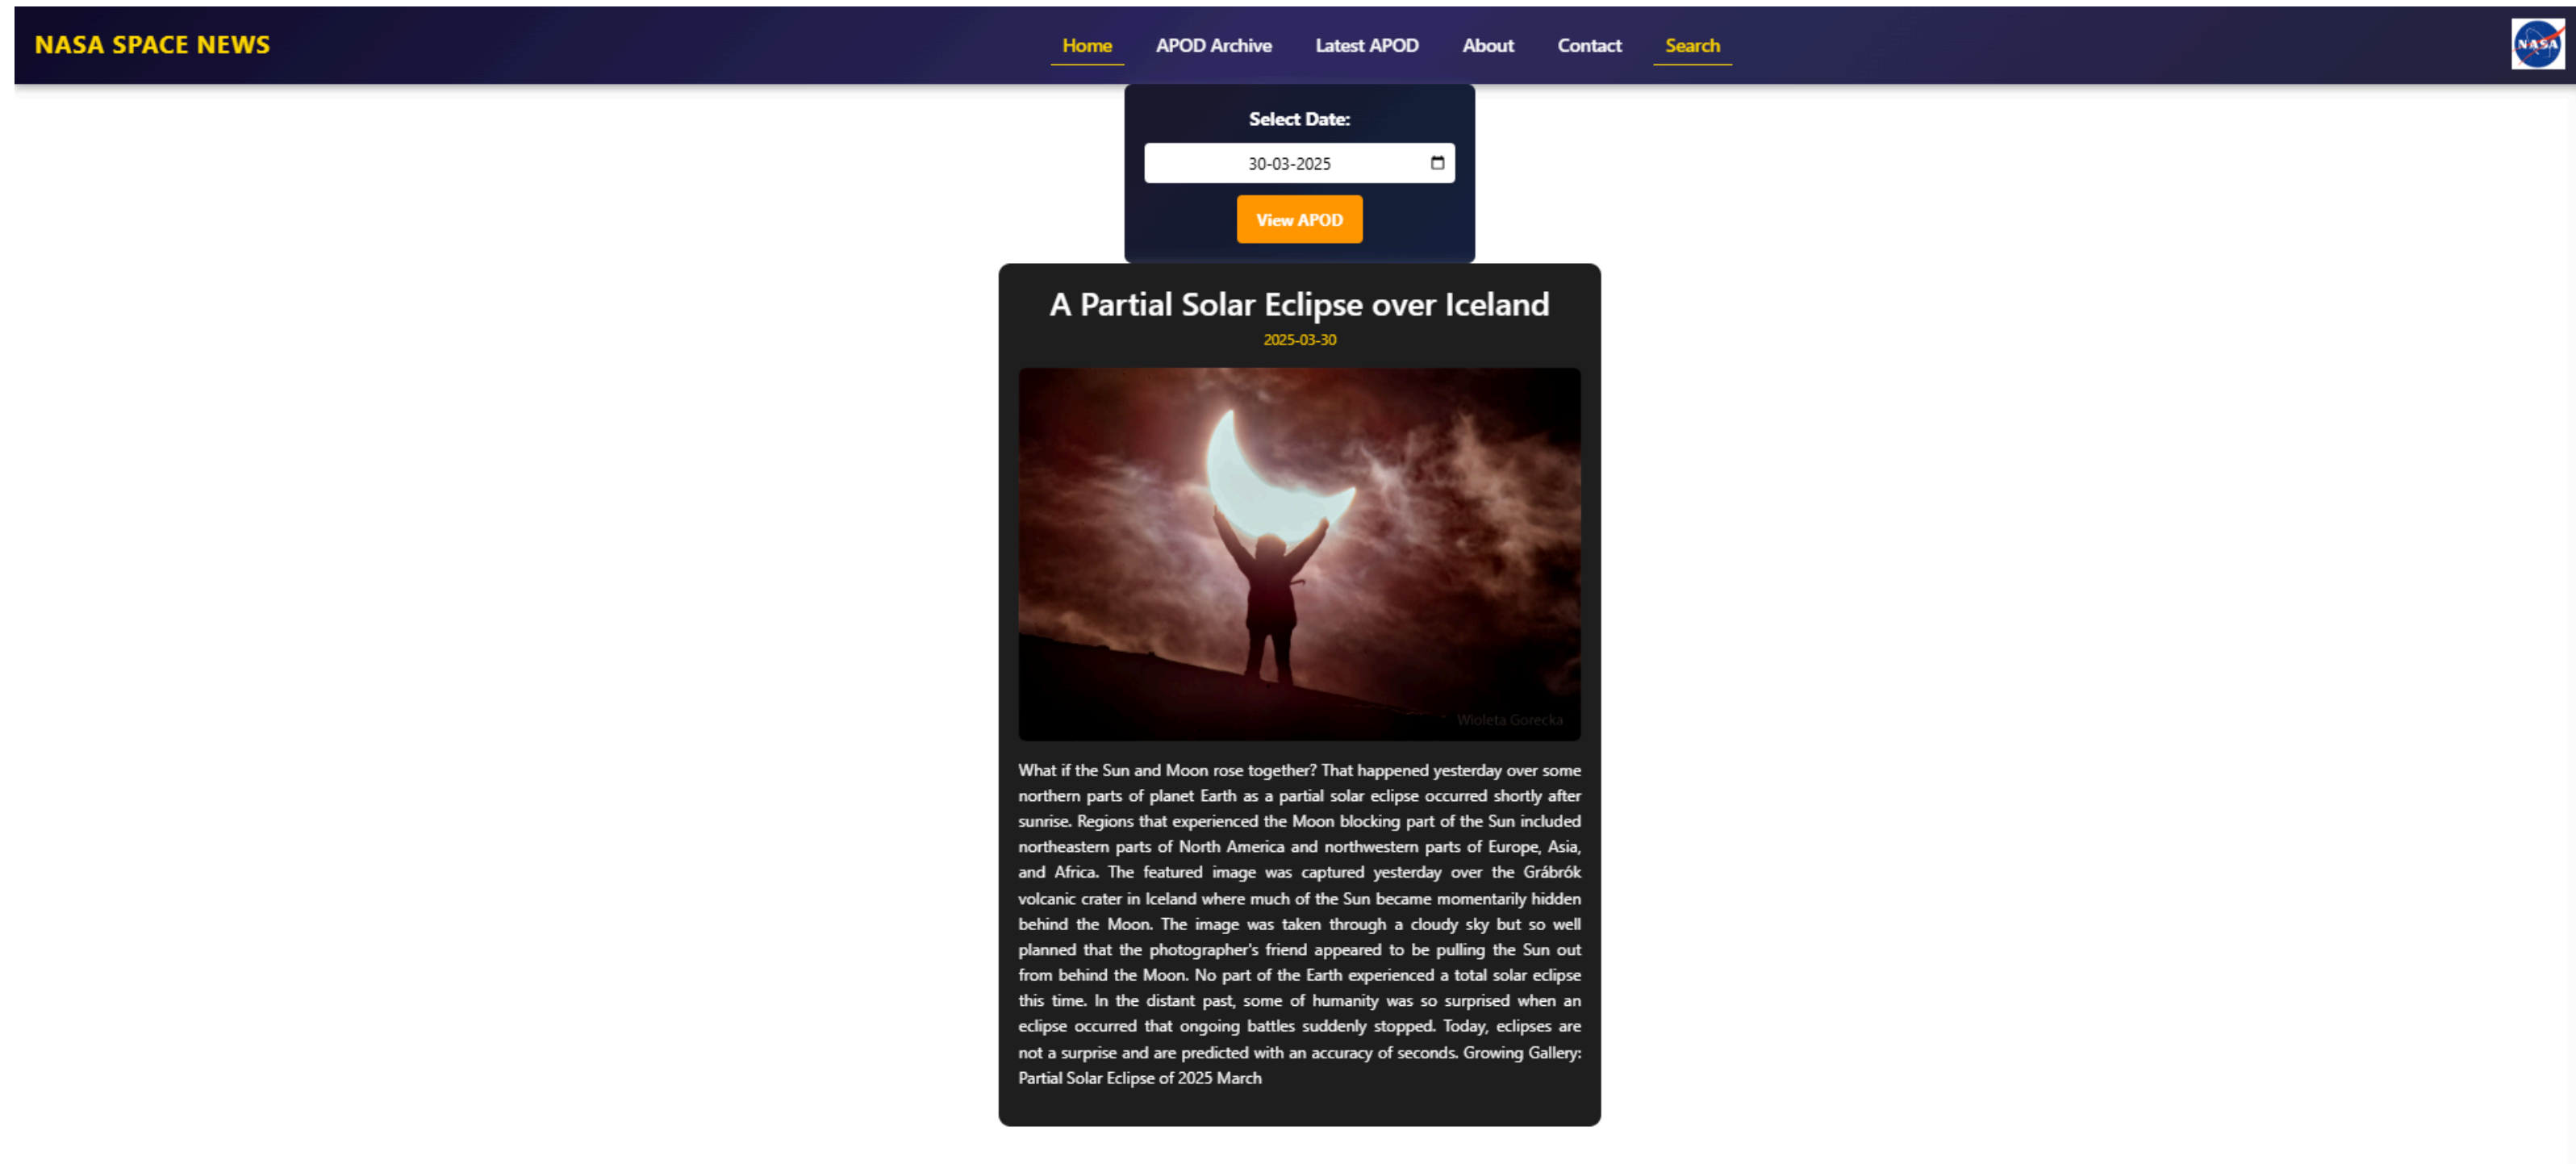 NASA SPACE NEWS
Home APOD Archive Latest APOD About Contact Search
NASA
Select Date:
30-03-2025
View APOD
A Partial Solar Eclipse over Iceland
2025-03-30
Wioleta Gorecka
What if the Sun and Moon rose together? That happened yesterday over some
northern parts of planet Earth as a partial solar eclipse occurred shortly after
sunrise. Regions that experienced the Moon blocking part of the Sun included
northeastern parts of North America and northwestern parts of Europe, Asia,
and Africa. The featured image was captured yesterday over the Grábrók
volcanic crater in Iceland where much of the Sun became momentarily hidden
behind the Moon. The image was taken through a cloudy sky but so well
planned that the photographer's friend appeared to be pulling the Sun out
from behind the Moon. No part of the Earth experienced a total solar eclipse
this time. In the distant past, some of humanity was so surprised when an
eclipse occurred that ongoing battles suddenly stopped. Today, eclipses are
not a surprise and are predicted with an accuracy of seconds. Growing Gallery:
Partial Solar Eclipse of 2025 March